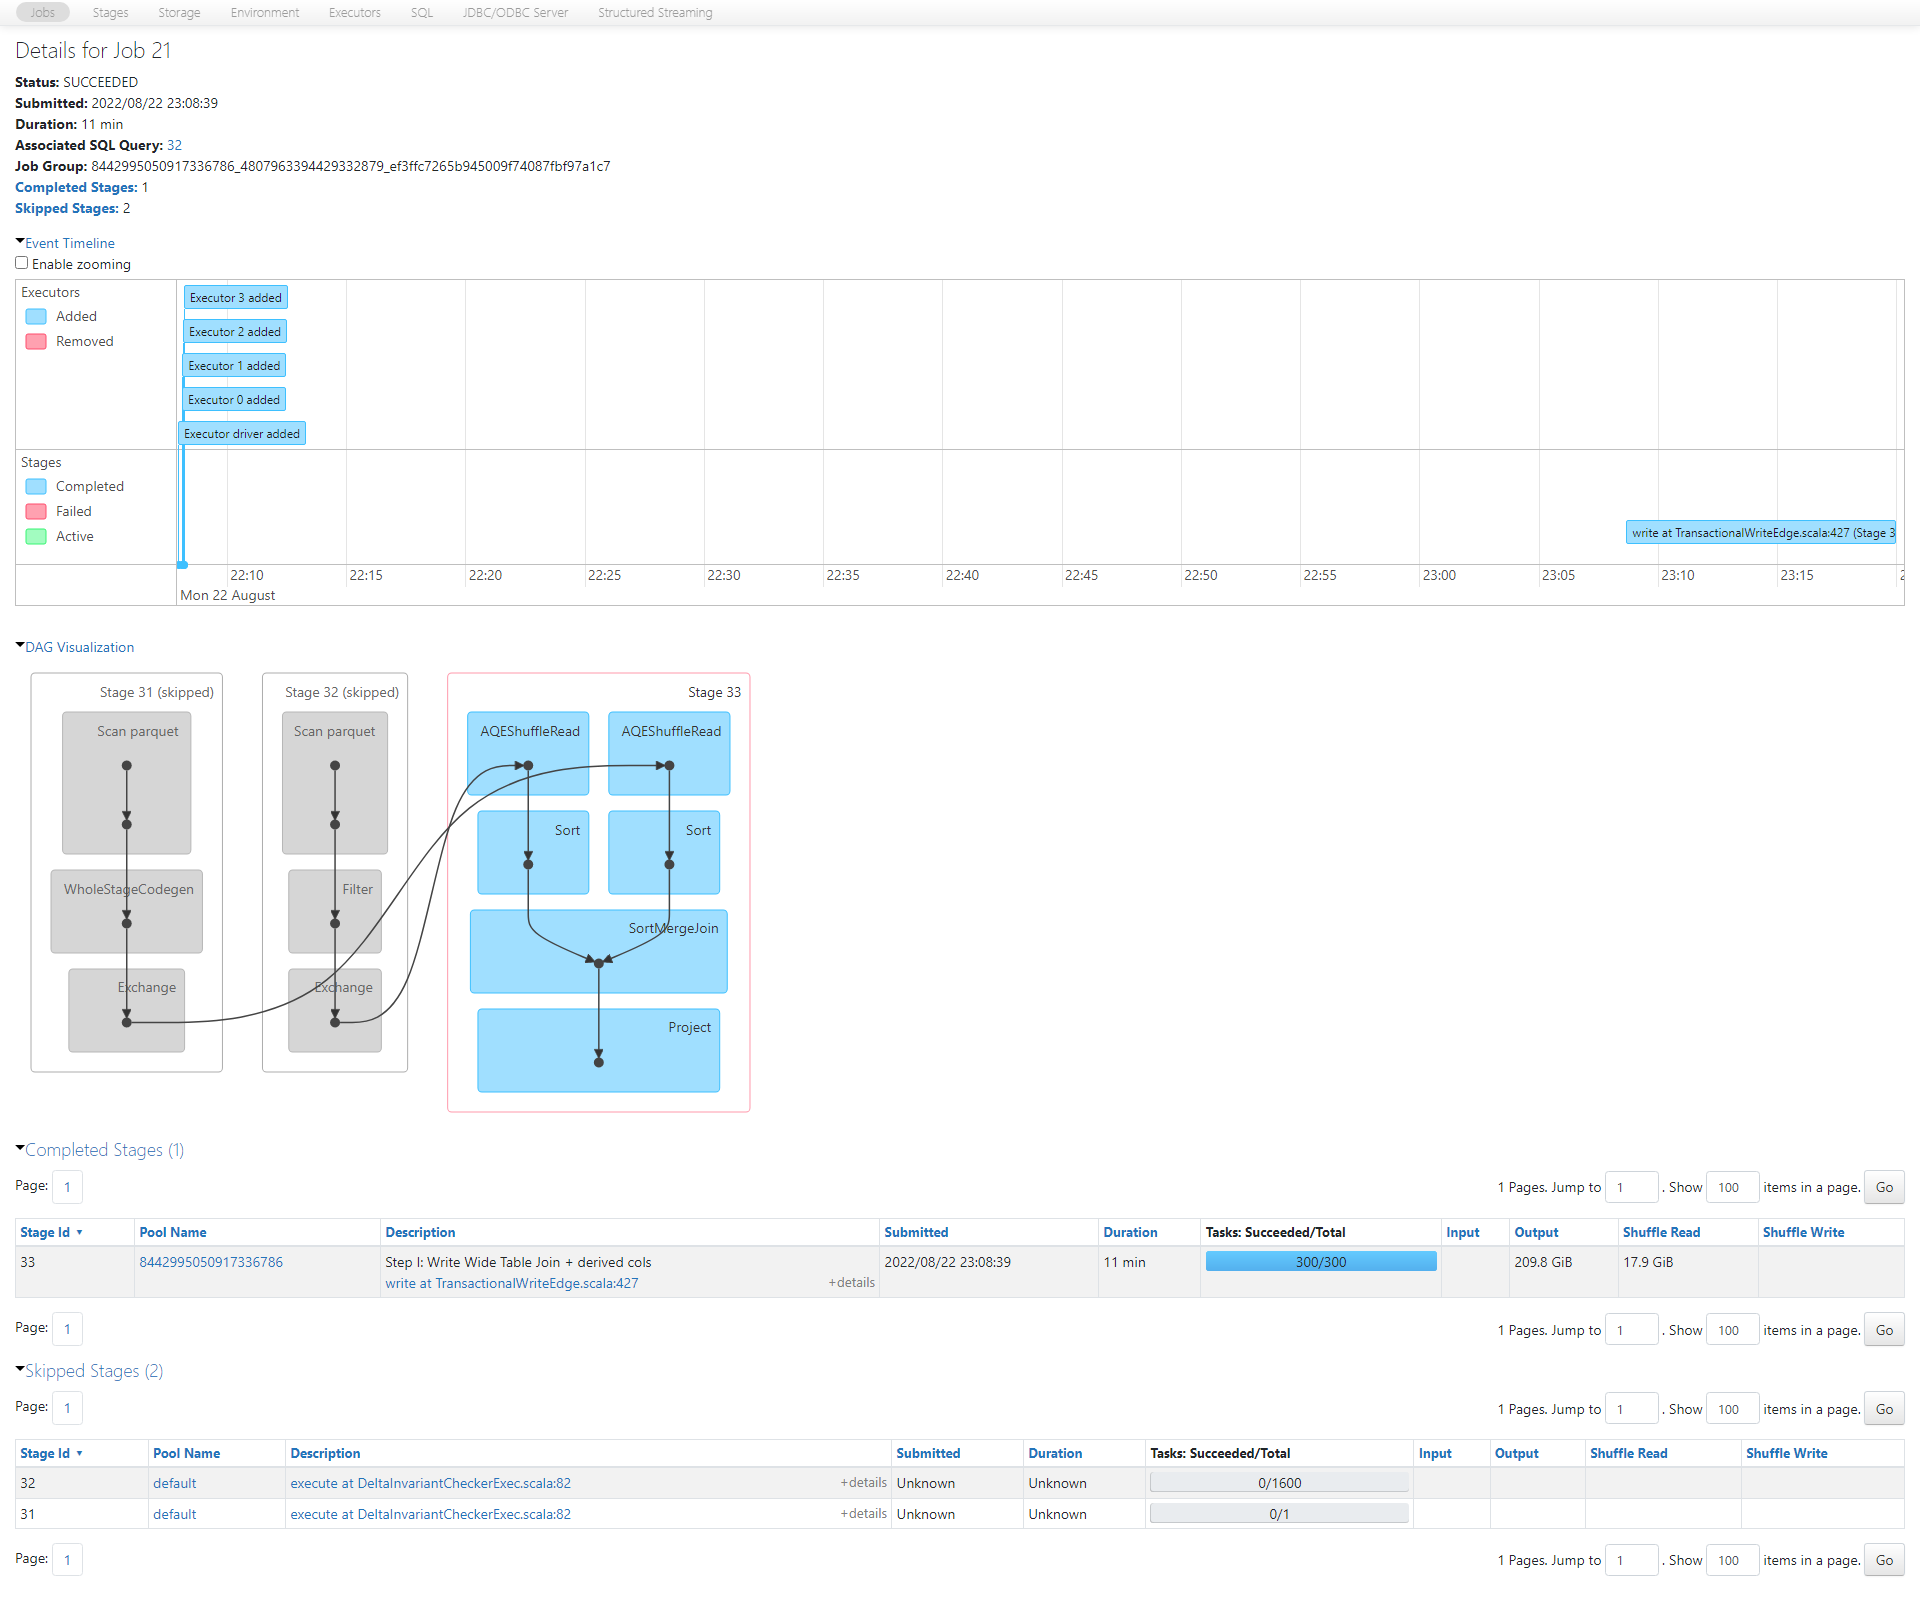 Jobs Stages Storage Environment Executors SQL JDBC/ODBC Server Structured Streaming
Details for Job 21
Status: SUCCEEDED
Submitted: 2022/08/22 23:08:39
Duration: 11 min
Associated SQL Query: 32
Job Group: 8442995050917336786_4807963394429332879_ef3ffc7265b945009f74087fbf97a1c7
Completed Stages: 1
Skipped Stages: 2
Event Timeline
Enable zooming
Executors
Added
Removed
Executor 3 added
Executor 2 added
Executor 1 added
Executor 0 added
Executor driver added
Stages
Completed
Failed
Active
write at TransactionalWriteEdge.scala:427 (Stage 3
22:10 22:15 22:20 22:25 22:30 22:35 22:40 22:45 22:50 22:55 23:00 23:05 23:10 23:15
Mon 22 August
DAG Visualization
Stage 31 (skipped)
Scan parquet
WholeStageCodegen
Exchange
Stage 32 (skipped)
Scan parquet
Filter
Exchange
Stage 33
AQEShuffleRead AQEShuffleRead
Sort Sort
SortMergeJoin
Project
Completed Stages (1)
Page: 1 1 Pages. Jump to 1 . Show 100 items in a page. Go
Stage Id Pool Name Description Submitted Duration Tasks: Succeeded/Total Input Output Shuffle Read Shuffle Write
33 8442995050917336786 Step I: Write Wide Table Join + derived cols 2022/08/22 23:08:39 11 min 300/300 209.8 GiB 17.9 GiB
write at TransactionalWriteEdge.scala:427 +details
Page: 1 1 Pages. Jump to 1 . Show 100 items in a page. Go
Skipped Stages (2)
Page: 1 1 Pages. Jump to 1 . Show 100 items in a page. Go
Stage Id Pool Name Description Submitted Duration Tasks: Succeeded/Total Input Output Shuffle Read Shuffle Write
32 default execute at DeltaInvariantCheckerExec.scala:82 +details Unknown Unknown 0/1600
31 default execute at DeltaInvariantCheckerExec.scala:82 +details Unknown Unknown 0/1
Page: 1 1 Pages. Jump to 1 . Show 100 items in a page. Go